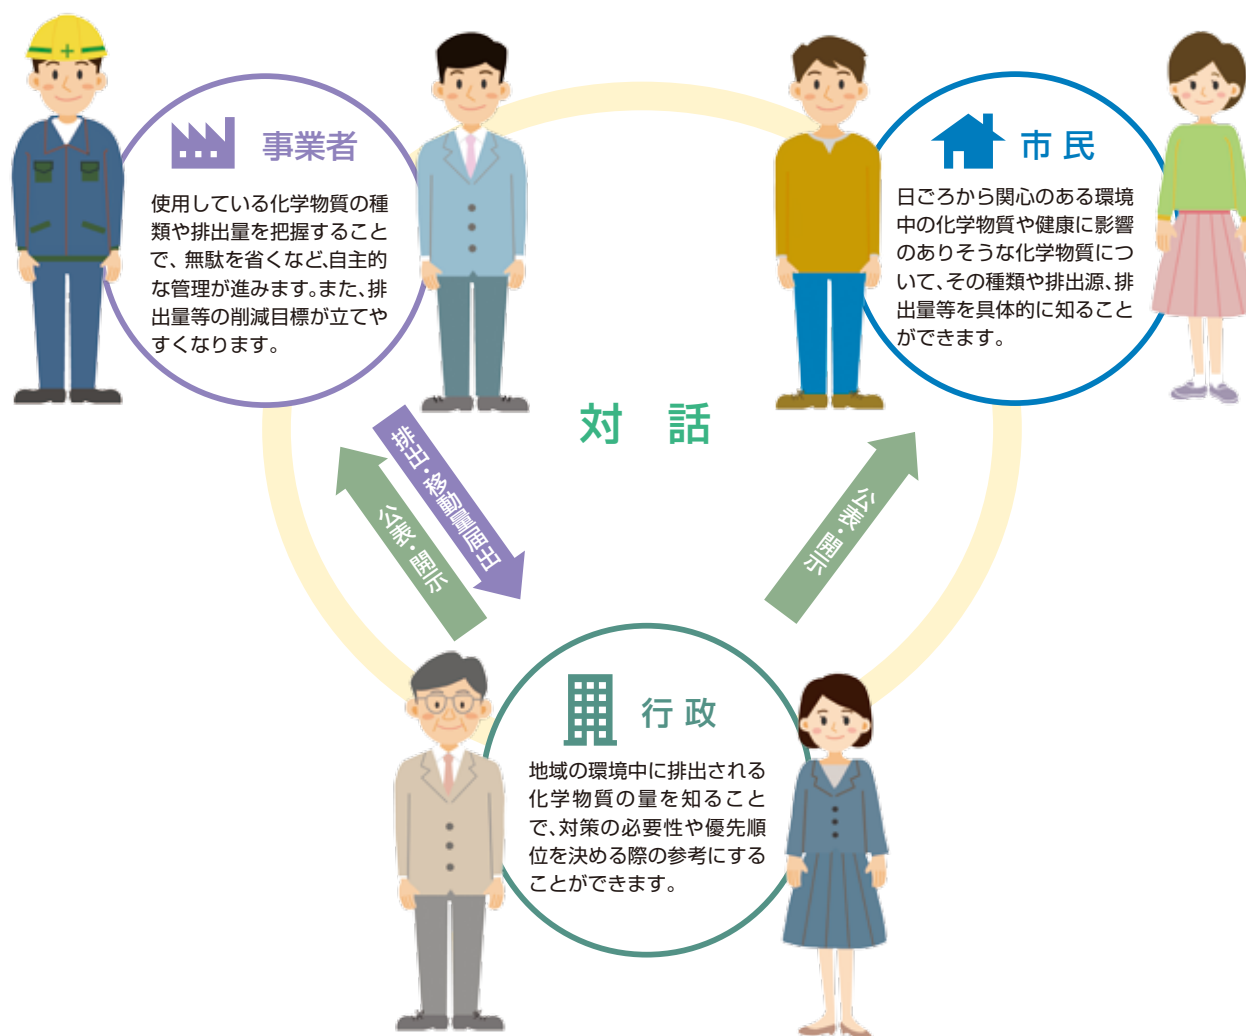 事業者
使用している化学物質の種
類や排出量を把握すること
で、無駄を省くなど、自主的
な管理が進みます。また、排
出量等の削減目標が立てや
すくなります。
市民
日ごろから関心のある環境
中の化学物質や健康に影響
のありそうな化学物質につ
いて、その種類や排出源、排
出量等を具体的に知ること
ができます。
対話
排出・移動量届出
公表・開示
公表・開示
行政
地域の環境中に排出される
化学物質の量を知ること
で、対策の必要性や優先順
位を決める際の参考にする
ことができます。